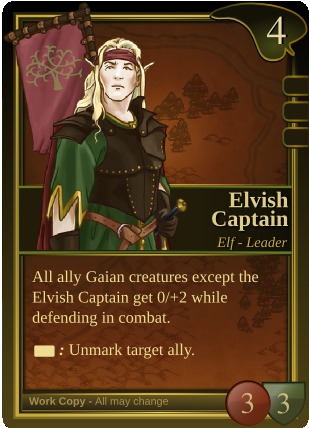 4
Elvish
Captain
Elf - Leader
All ally Gaian creatures except the
Elvish Captain get 0/+2 while
defending in combat.
: Unmark target ally.
Work Copy - All may change
3 3